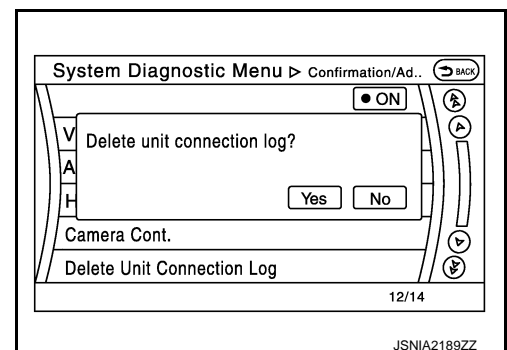 System Diagnostic Menu ▷ Confirmation/Ad.. BACK
● ON
V
Delete unit connection log?
A
H
Yes No
Camera Cont.
Delete Unit Connection Log
12/14
JSNIA2189ZZ